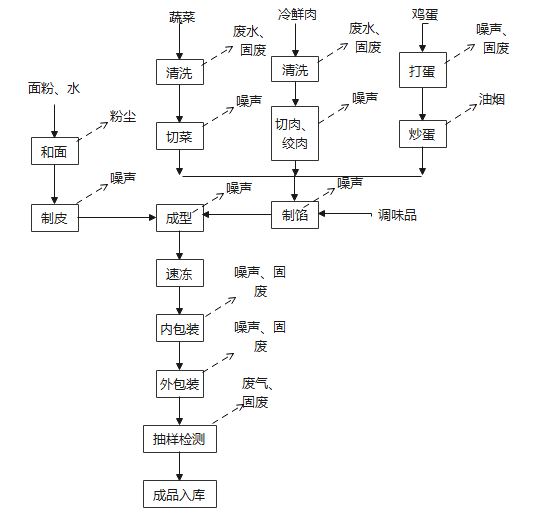 蔬菜
冷鲜肉
鸡蛋
废水、
固废
废水、
固废
噪声、
固废
清洗
清洗
打蛋
面粉、水
噪声
噪声
油烟
粉尘
切菜
切肉、
绞肉
炒蛋
和面
噪声
噪声
噪声
制皮
成型
制馅
调味品
速冻
噪声、固
废
内包装
噪声、固
废
外包装
废气、
固废
抽样检测
成品入库